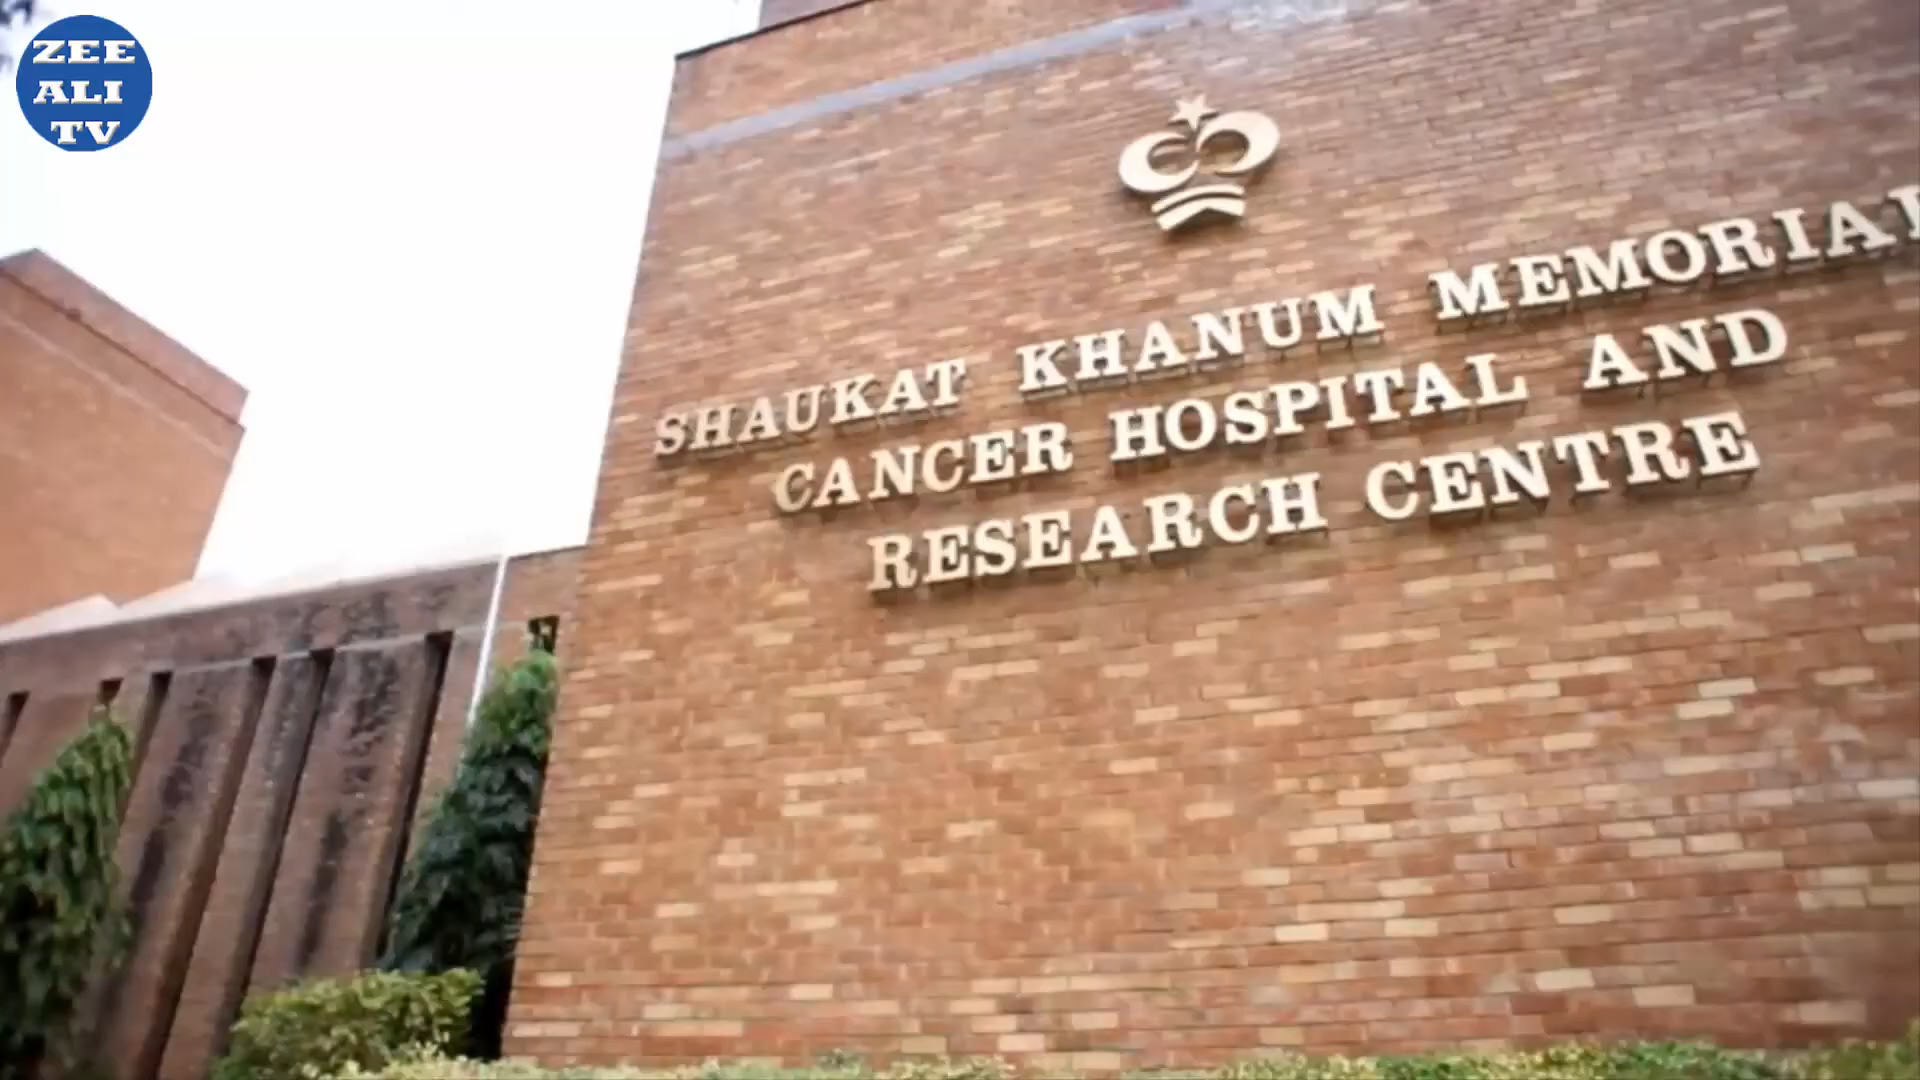 ZEE
ALI
TV
SHAUKAT KHANUM MEMORIAL
CANCER HOSPITAL AND
RESEARCH CENTRE